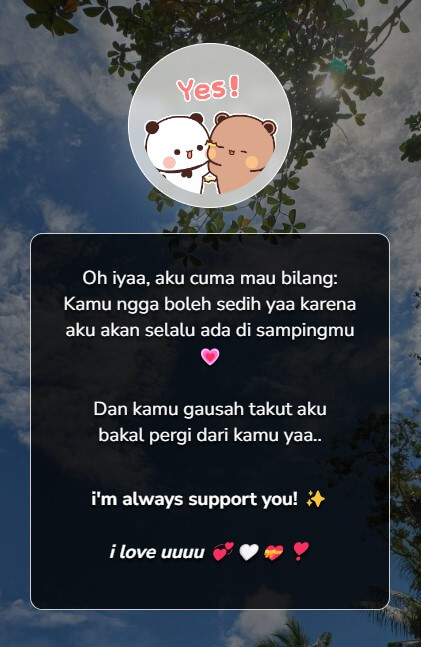 Yes!
Oh iyaa, aku cuma mau bilang:
Kamu ngga boleh sedih yaa karena
aku akan selalu ada di sampingmu
💗
Dan kamu gausah takut aku
bakal pergi dari kamu yaa..
i'm always support you! ✨
i love uuuu 💞 🤍 💝 ❣️